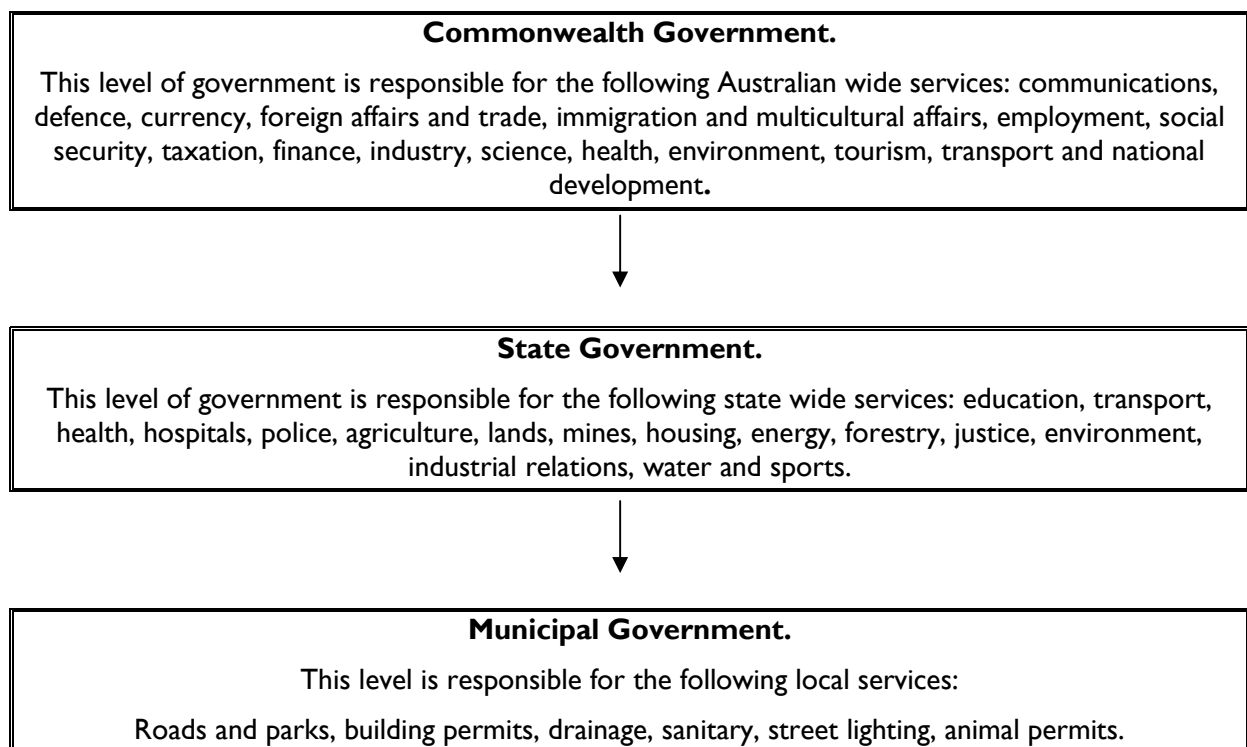 Commonwealth Government.
This level of government is responsible for the following Australian wide services: communications,
defence, currency, foreign affairs and trade, immigration and multicultural affairs, employment, social
security, taxation, finance, industry, science, health, environment, tourism, transport and national
development.
State Government.
This level of government is responsible for the following state wide services: education, transport,
health, hospitals, police, agriculture, lands, mines, housing, energy, forestry, justice, environment,
industrial relations, water and sports.
Municipal Government.
This level is responsible for the following local services:
Roads and parks, building permits, drainage, sanitary, street lighting, animal permits.